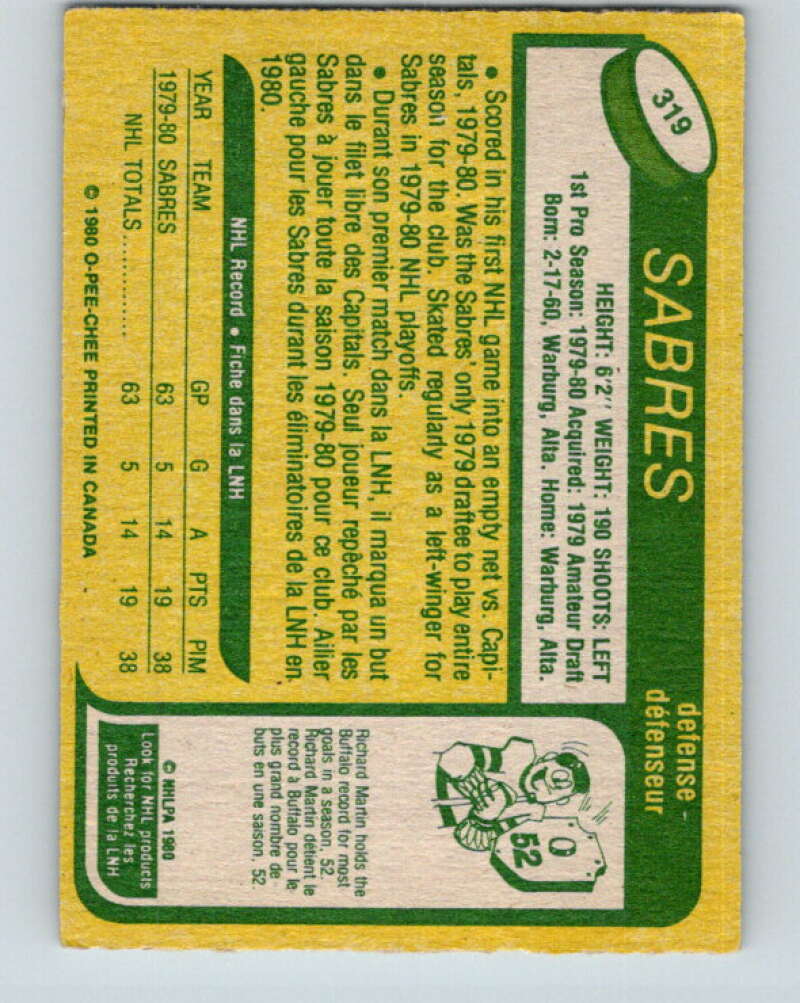 319
SABRES
defense -
défenseur
HEIGHT: 6'2'' WEIGHT: 190 SHOOTS: LEFT
1st Pro Season: 1979-80 Acquired: 1979 Amateur Draft
Born: 2-17-60, Warburg, Alta. Home: Warburg, Alta.
• Scored in his first NHL game into an empty net vs. Capi-
tals, 1979-80. Was the Sabres' only 1979 draftee to play entire
season for the club. Skated regularly as a left-winger for
Sabres in 1979-80 NHL playoffs.
• Durant son premier match dans la LNH, il marqua un but
dans le filet libre des Capitals. Seul joueur repêché par les
Sabres à jouer toute la saison 1979-80 pour ce club. Ailier
gauche pour les Sabres durant les éliminatoires de la LNH en
1980.
NHL Record • Fiche dans la LNH
YEAR TEAM GP G A PTS PIM
1979-80 SABRES 63 5 14 19 38
NHL TOTALS............. 63 5 14 19 38
© 1980 O-PEE-CHEE PRINTED IN CANADA
52
Richard Martin holds the
Buffalo record for most
goals in a season, 52.
Richard Martin détient le
record à Buffalo pour le
plus grand nombre de
buts en une saison, 52
© NHLPA 1980
Look for NHL products
Recherchez les
produits de la LNH